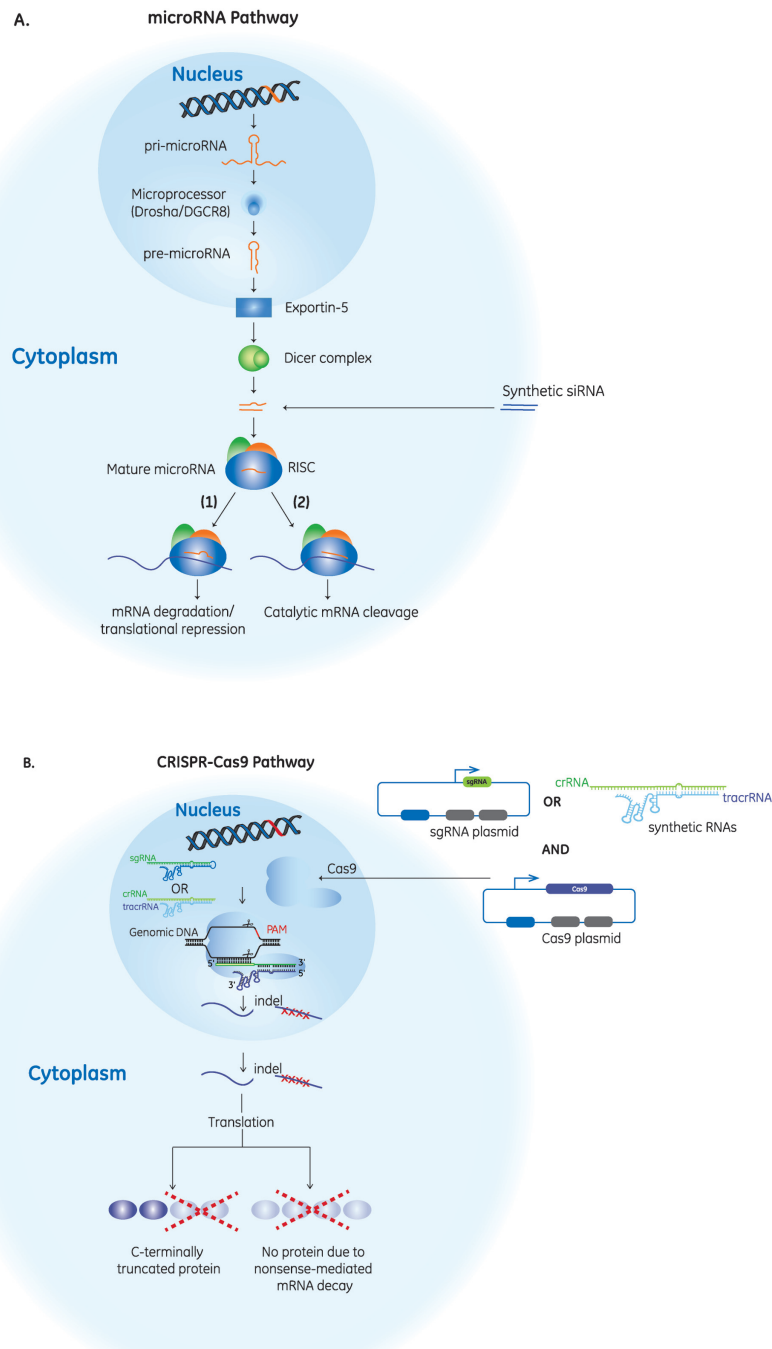 A.
microRNA Pathway
Nucleus
pri-microRNA
Microprocessor
(Drosha/DGCR8)
pre-microRNA
Exportin-5
Cytoplasm
Dicer complex
Synthetic siRNA
Mature microRNA
RISC
(1)
(2)
mRNA degradation/
translational repression
Catalytic mRNA cleavage
B.
CRISPR-Cas9 Pathway
Nucleus
sgRNA
sgRNA plasmid
OR
crRNA
tracrRNA
synthetic RNAs
AND
Cas9
Cas9 plasmid
sgRNA
OR
crRNA
tracrRNA
Cas9
Genomic DNA
PAM
5'
3'
3'
5'
indel
XXXX
Cytoplasm
indel
XXXX
Translation
C-terminally
truncated protein
No protein due to
nonsense-mediated
mRNA decay